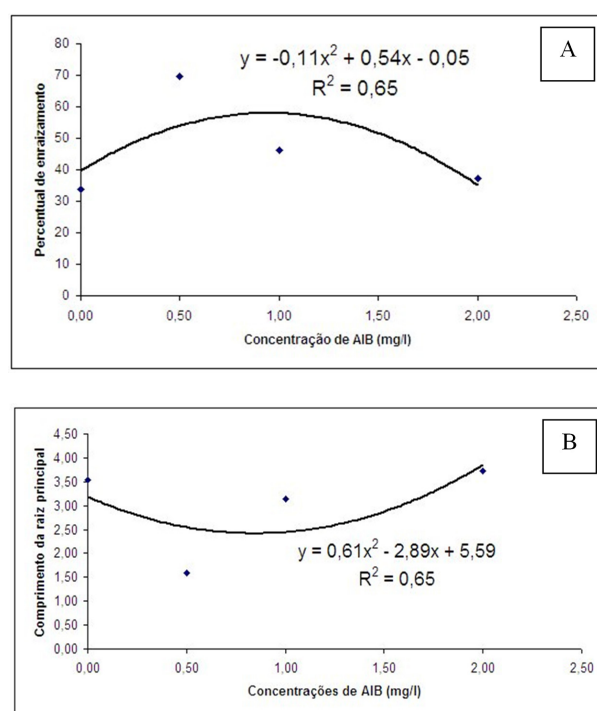 A
y = -0,11x² + 0,54x - 0,05
R² = 0,65
80
70
60
50
40
30
20
10
0
Percentual de enraizamento
0,00 0,50 1,00 1,50 2,00 2,50
Concentração de AIB (mg/l)
B
4,50
4,00
3,50
3,00
2,50
2,00
1,50
1,00
0,50
0,00
Comprimento da raiz principal
y = 0,61x² - 2,89x + 5,59
R² = 0,65
0,00 0,50 1,00 1,50 2,00 2,50
Concentrações de AIB (mg/l)